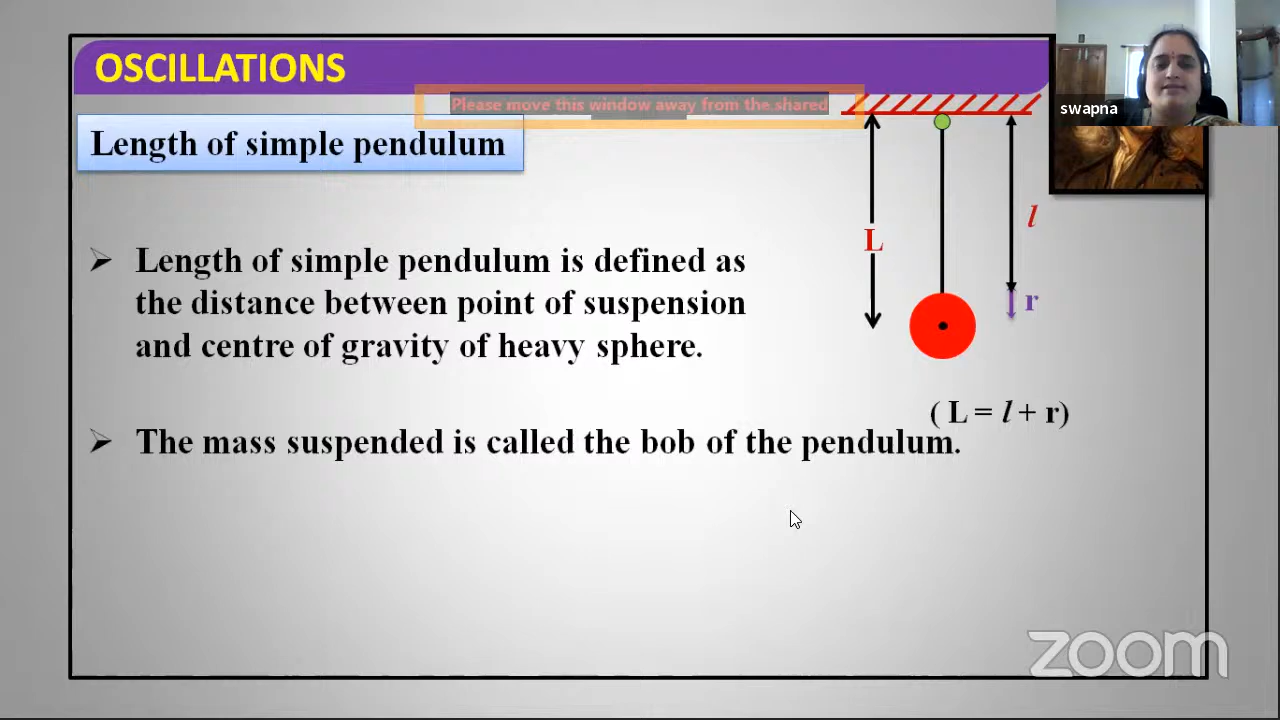 OSCILLATIONS
Please move this window away from the shared
swapna
Length of simple pendulum
l
L
Length of simple pendulum is defined as
the distance between point of suspension
and centre of gravity of heavy sphere.
r
( L = l + r)
The mass suspended is called the bob of the pendulum.
zoom